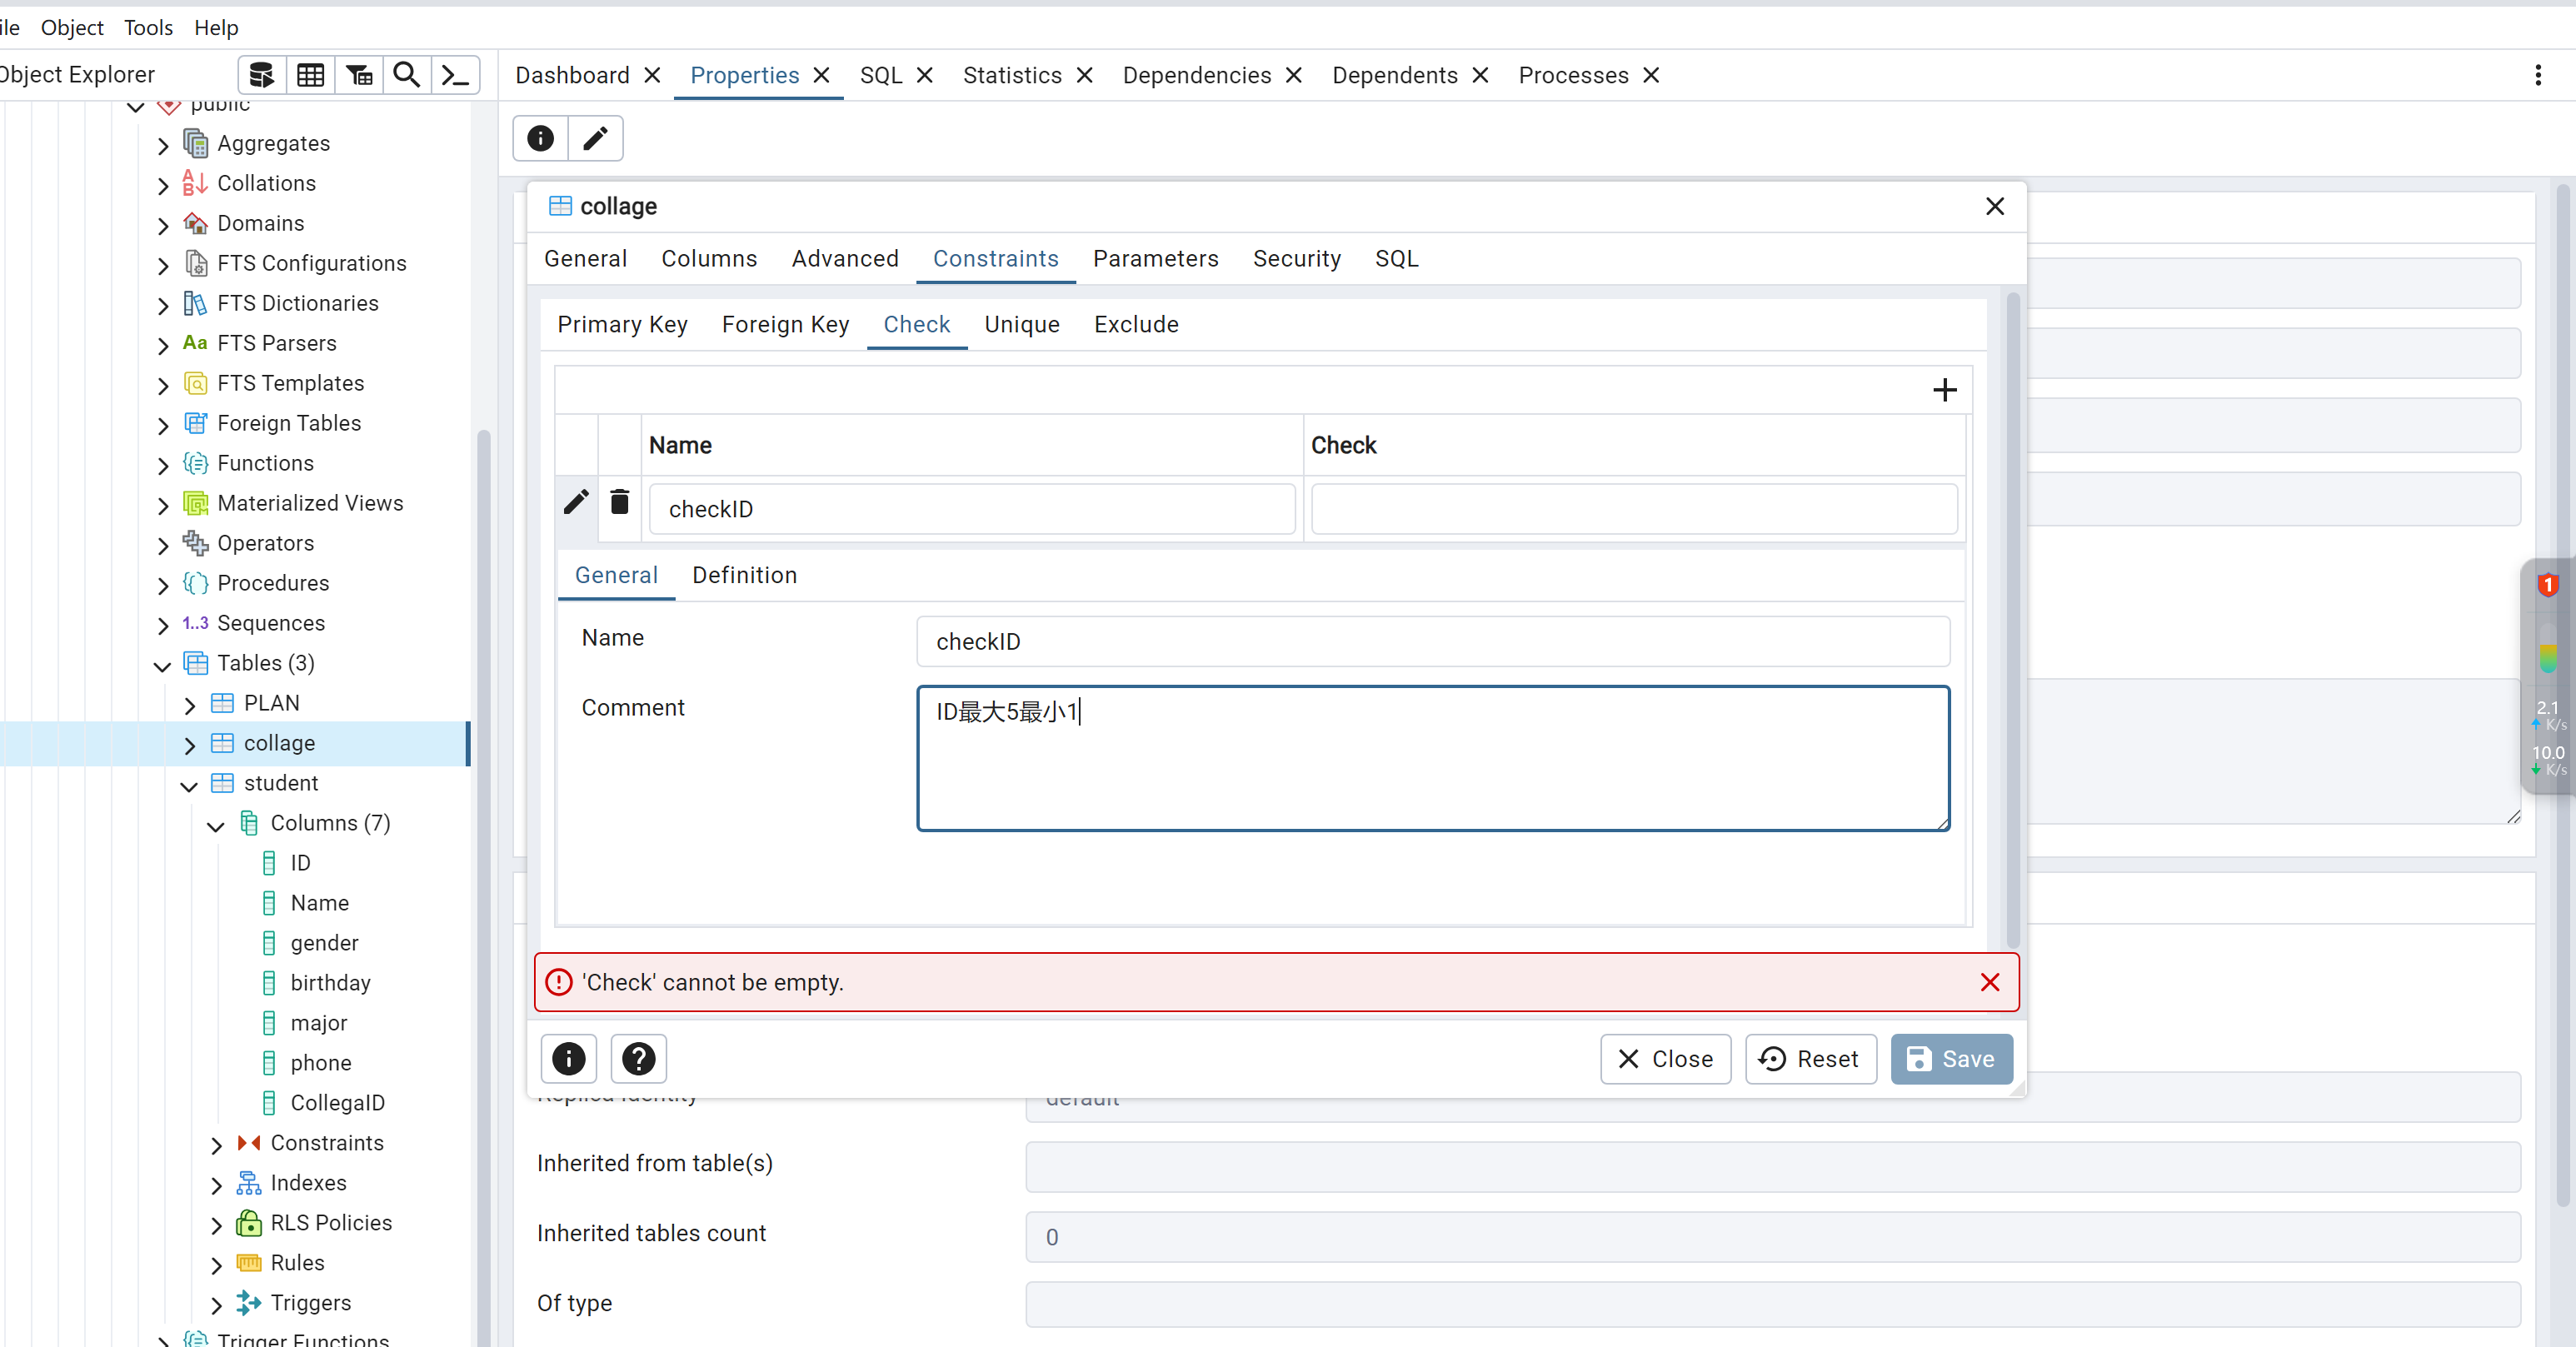 ile Object Tools Help
Object Explorer
Dashboard Properties SQL Statistics Dependencies Dependents Processes
public
Aggregates
Collations
Domains
FTS Configurations
FTS Dictionaries
Aa FTS Parsers
FTS Templates
Foreign Tables
Functions
Materialized Views
Operators
Procedures
1..3 Sequences
Tables (3)
PLAN
collage
student
Columns (7)
ID
Name
gender
birthday
major
phone
CollegaID
Constraints
Indexes
RLS Policies
Rules
Triggers
Trigger Functions
collage
General Columns Advanced Constraints Parameters Security SQL
Primary Key Foreign Key Check Unique Exclude
Name Check
checkID
General Definition
Name checkID
Comment ID最大5最小1
'Check' cannot be empty.
Close Reset Save
Replica Identity default
Inherited from table(s)
Inherited tables count 0
Of type
1
2.1
K/s
10.0
K/s